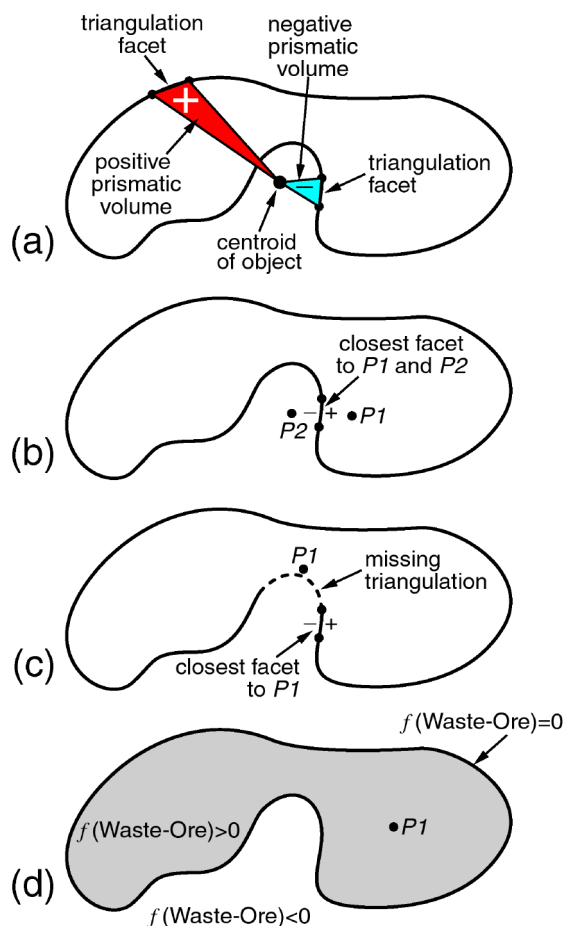 triangulation
facet
negative
prismatic
volume
+
positive
prismatic
volume
−
triangulation
facet
centroid
of object
(a)
closest facet
to P1 and P2
− +
P1
P2
(b)
P1
missing
triangulation
− +
closest facet
to P1
(c)
f (Waste-Ore)=0
P1
f (Waste-Ore)>0
(d)
f (Waste-Ore)<0